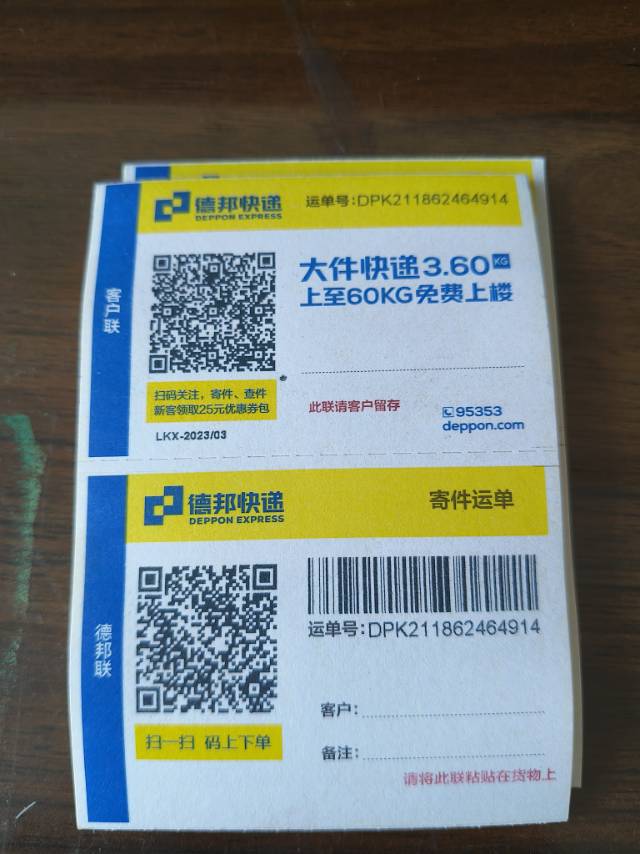 德邦快递
DEPPON EXPRESS
运单号:DPK211862464914
客户联
大件快递3.60KG
上至60KG免费上楼
扫码关注,寄件、查件
新客领取25元优惠券包
此联请客户留存
95353
deppon.com
LKX-2023/03
德邦快递
DEPPON EXPRESS
寄件运单
德邦联
运单号:DPK211862464914
客户:
扫一扫 码上下单
备注:
请将此联粘贴在货物上